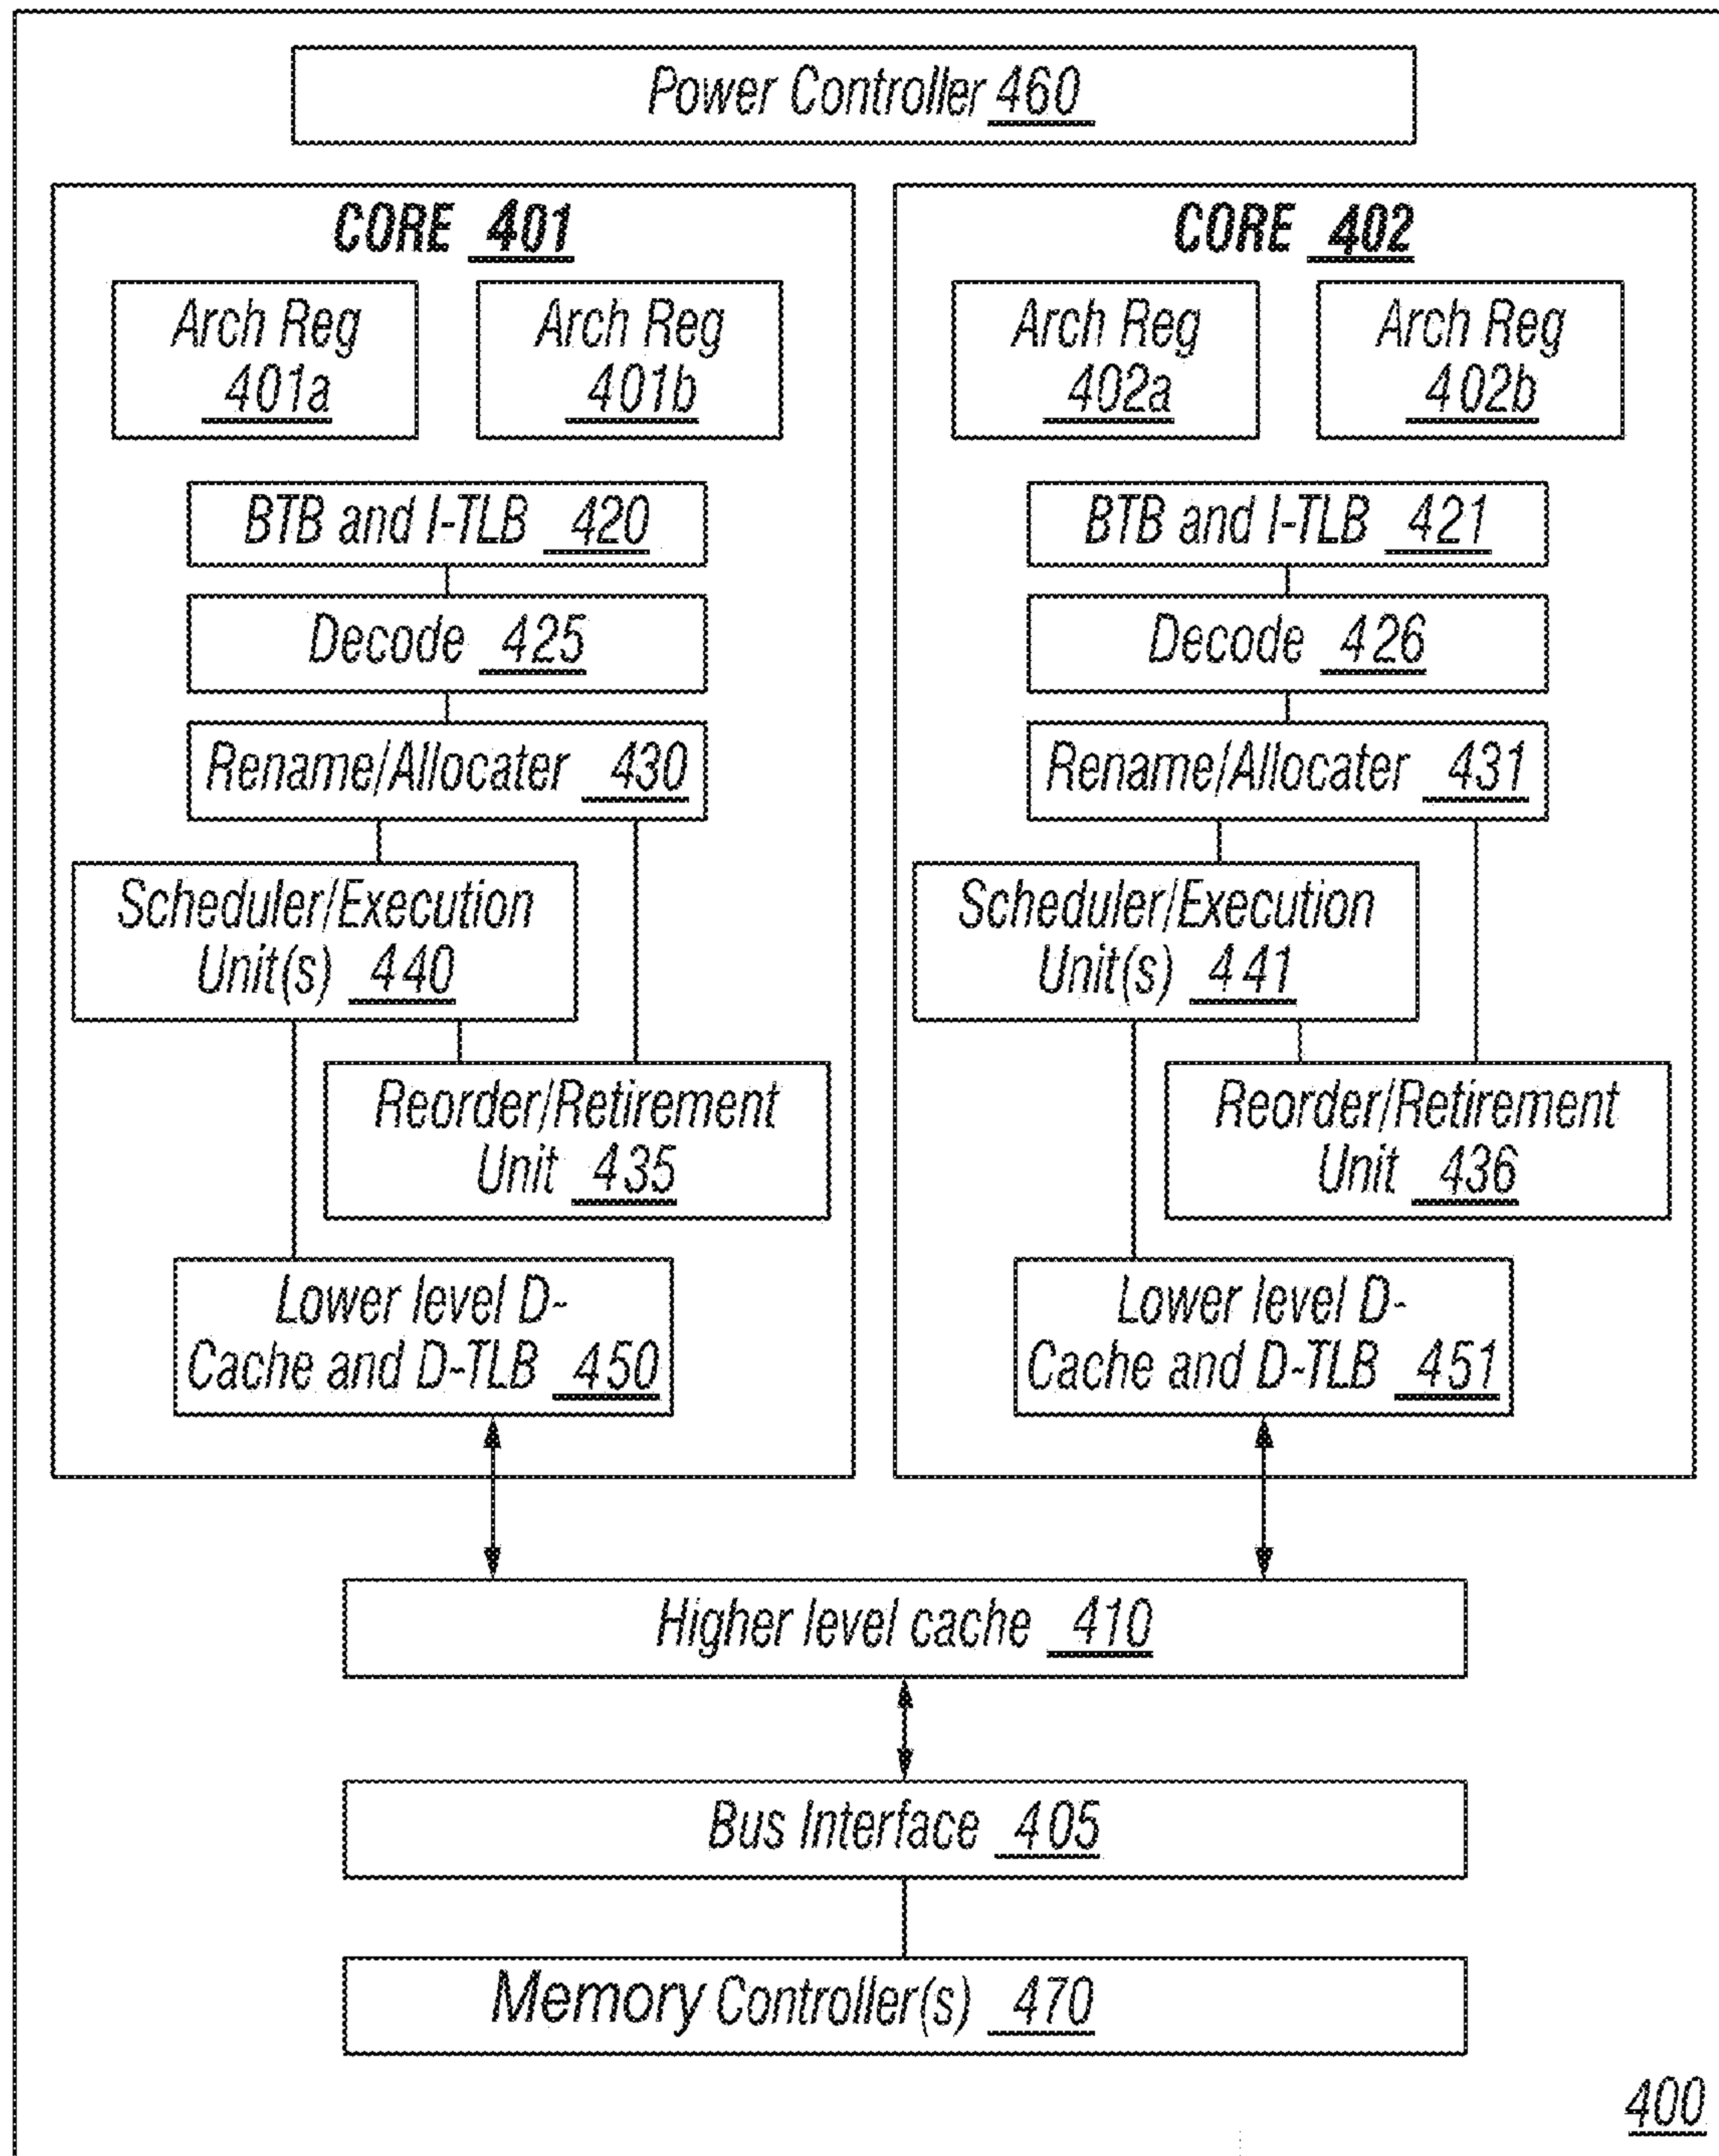 Power Controller 460
CORE 401
Arch Reg
401a
Arch Reg
401b
BTB and I-TLB 420
Decode 425
Rename/Allocater 430
Scheduler/Execution
Unit(s) 440
Reorder/Retirement
Unit 435
Lower level D-
Cache and D-TLB 450
CORE 402
Arch Reg
402a
Arch Reg
402b
BTB and I-TLB 421
Decode 426
Rename/Allocater 431
Scheduler/Execution
Unit(s) 441
Reorder/Retirement
Unit 436
Lower level D-
Cache and D-TLB 451
Higher level cache 410
Bus Interface 405
Memory Controller(s) 470
400